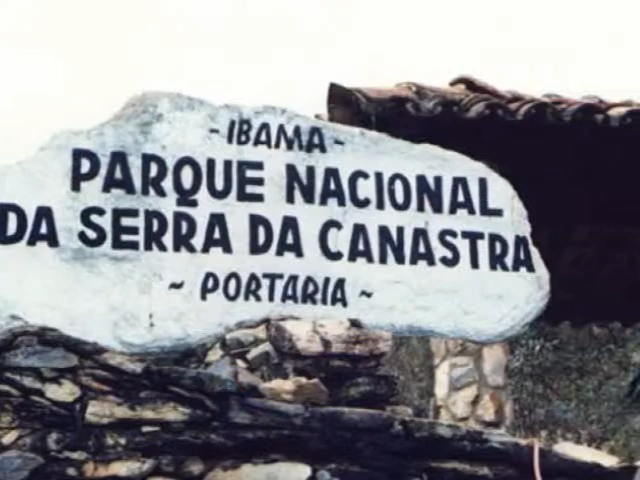 - IBAMA -
PARQUE NACIONAL
DA SERRA DA CANASTRA
~ PORTARIA ~